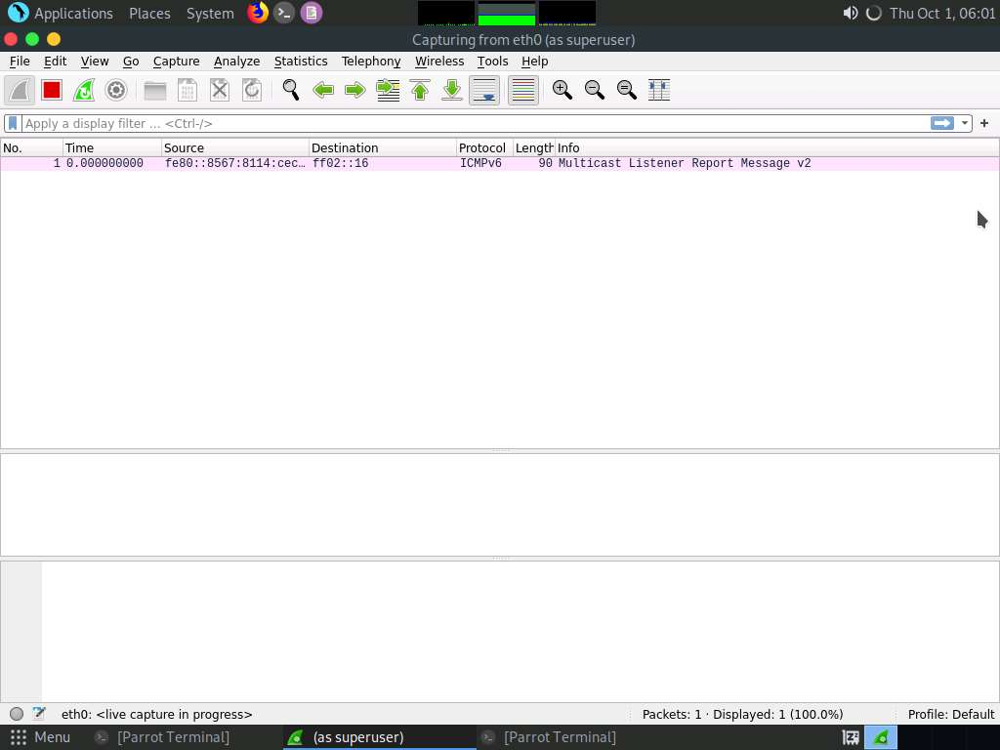 Applications Places System Thu Oct 1, 06:01
Capturing from eth0 (as superuser)
File Edit View Go Capture Analyze Statistics Telephony Wireless Tools Help
Apply a display filter ... <Ctrl-/> +
No. Time Source Destination Protocol Length Info
1 0.000000000 fe80::8567:8114:cec… ff02::16 ICMPv6 90 Multicast Listener Report Message v2
eth0: <live capture in progress> Packets: 1 · Displayed: 1 (100.0%) Profile: Default
Menu [Parrot Terminal] (as superuser) [Parrot Terminal]